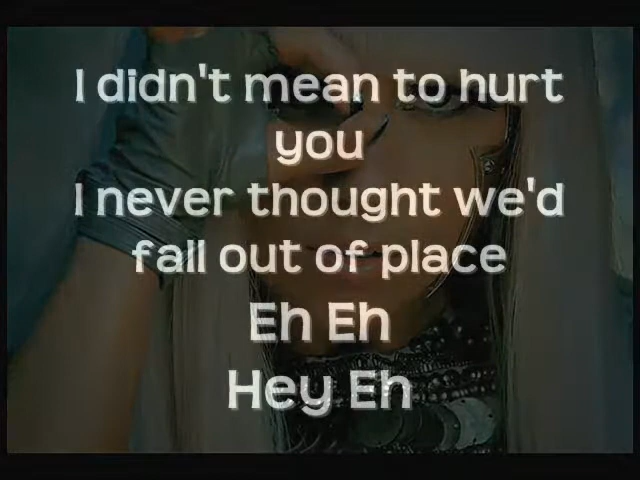 I didn't mean to hurt
you
I never thought we'd
fall out of place
Eh Eh
Hey Eh